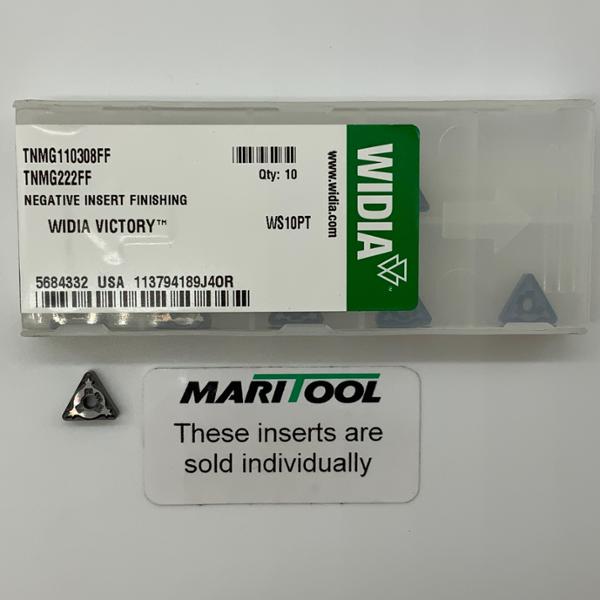 TNMG110308FF
TNMG222FF
Qty: 10
NEGATIVE INSERT FINISHING
WIDIA VICTORY™
WS10PT
5684332 USA 113794189J40R
www.widia.com
WIDIA
MARITOOL
These inserts are
sold individually